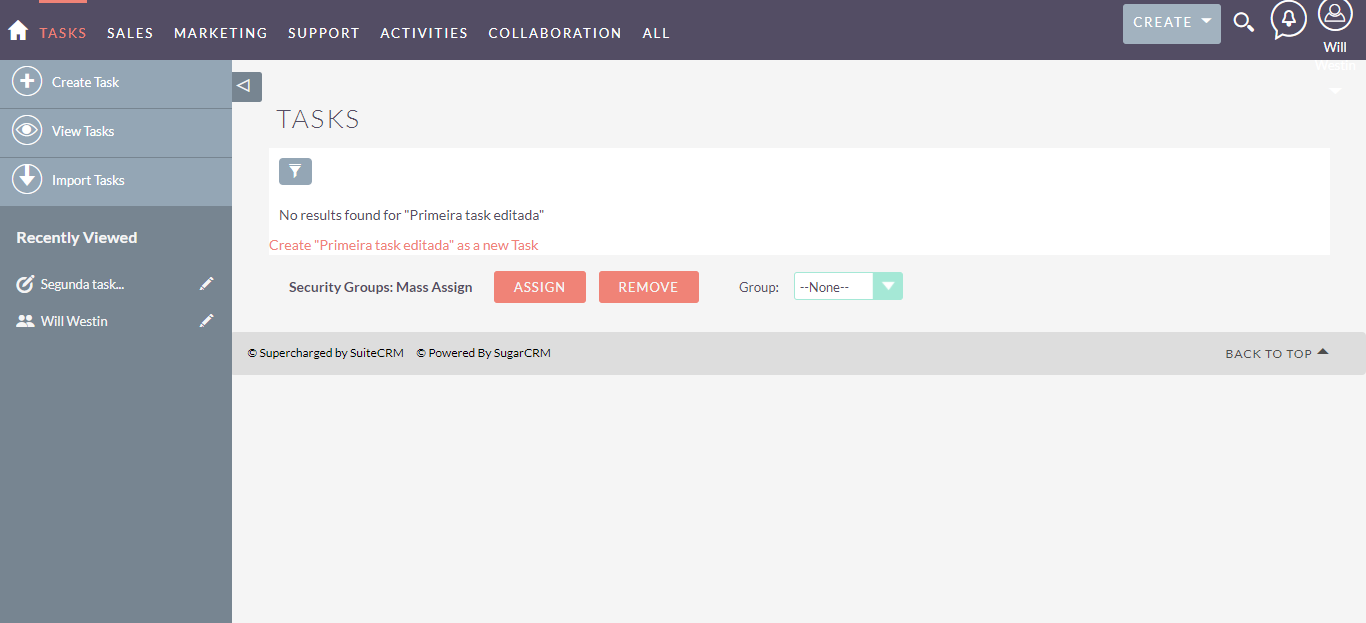 TASKS SALES MARKETING SUPPORT ACTIVITIES COLLABORATION ALL CREATE
Will
Westin
Create Task
View Tasks
Import Tasks
Recently Viewed
Segunda task...
Will Westin
TASKS
No results found for "Primeira task editada"
Create "Primeira task editada" as a new Task
Security Groups: Mass Assign ASSIGN REMOVE Group: --None--
© Supercharged by SuiteCRM © Powered By SugarCRM BACK TO TOP